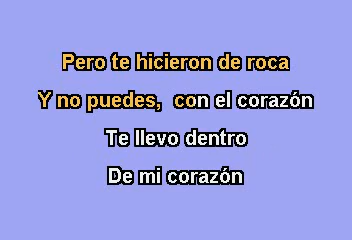 Pero te hicieron de roca
Y no puedes, con el corazón
Te llevo dentro
De mi corazón